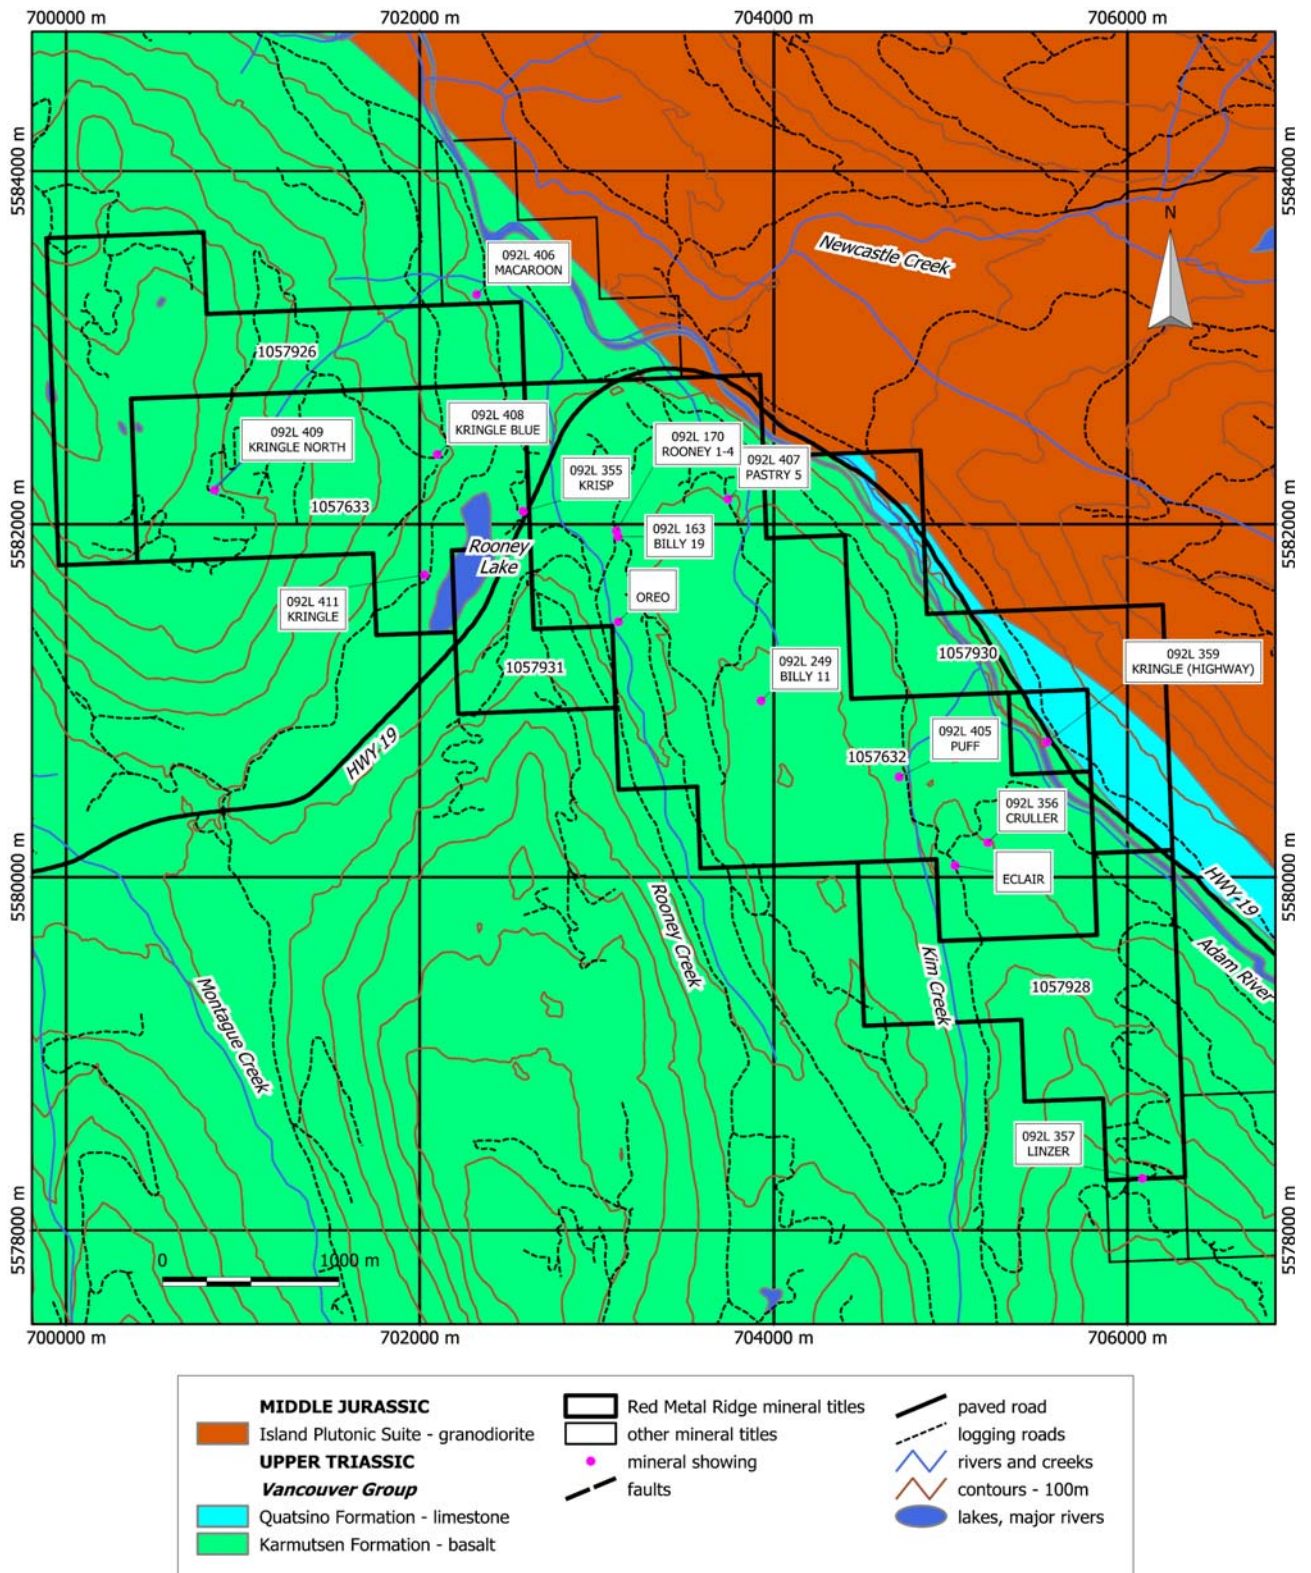 700000 m
702000 m
704000 m
706000 m
5584000 m
5584000 m
N
Newcastle Creek
092L 406
MACAROON
1057926
092L 409
KRINGLE NORTH
092L 408
KRINGLE BLUE
092L 170
ROONEY 1-4
092L 407
PASTRY 5
092L 355
KRISP
1057633
5582000 m
5582000 m
092L 163
BILLY 19
Rooney
Lake
092L 411
KRINGLE
OREO
1057931
092L 249
BILLY 11
1057930
092L 359
KRINGLE (HIGHWAY)
HWY 19
092L 405
PUFF
1057632
092L 356
CRULLER
ECLAIR
5580000 m
5580000 m
HWY-19
Adam River
Rooney Creek
Kim Creek
Montague Creek
1057928
092L 357
LINZER
5578000 m
5578000 m
0
1000 m
700000 m
702000 m
704000 m
706000 m
MIDDLE JURASSIC
Island Plutonic Suite - granodiorite
UPPER TRIASSIC
Vancouver Group
Quatsino Formation - limestone
Karmutsen Formation - basalt
Red Metal Ridge mineral titles
other mineral titles
mineral showing
faults
paved road
logging roads
rivers and creeks
contours - 100m
lakes, major rivers